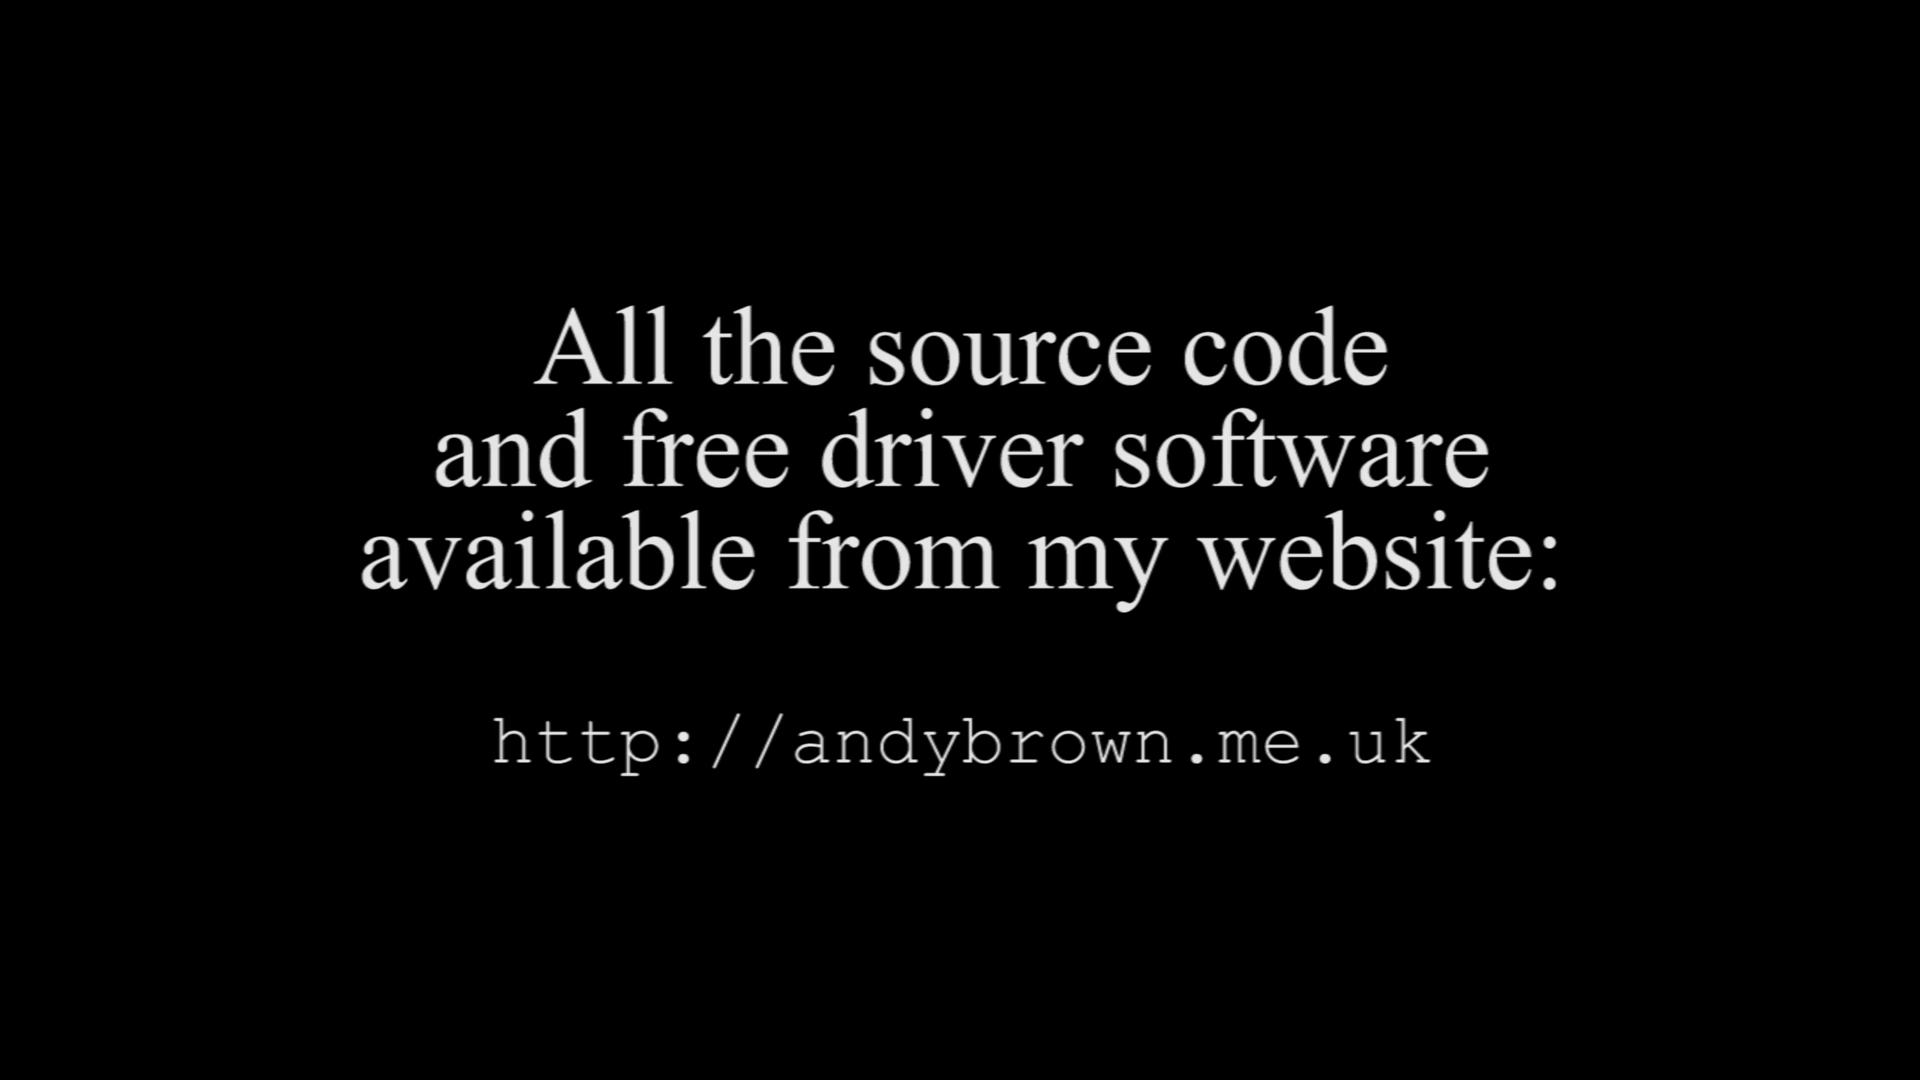 All the source code
and free driver software
available from my website:
http://andybrown.me.uk